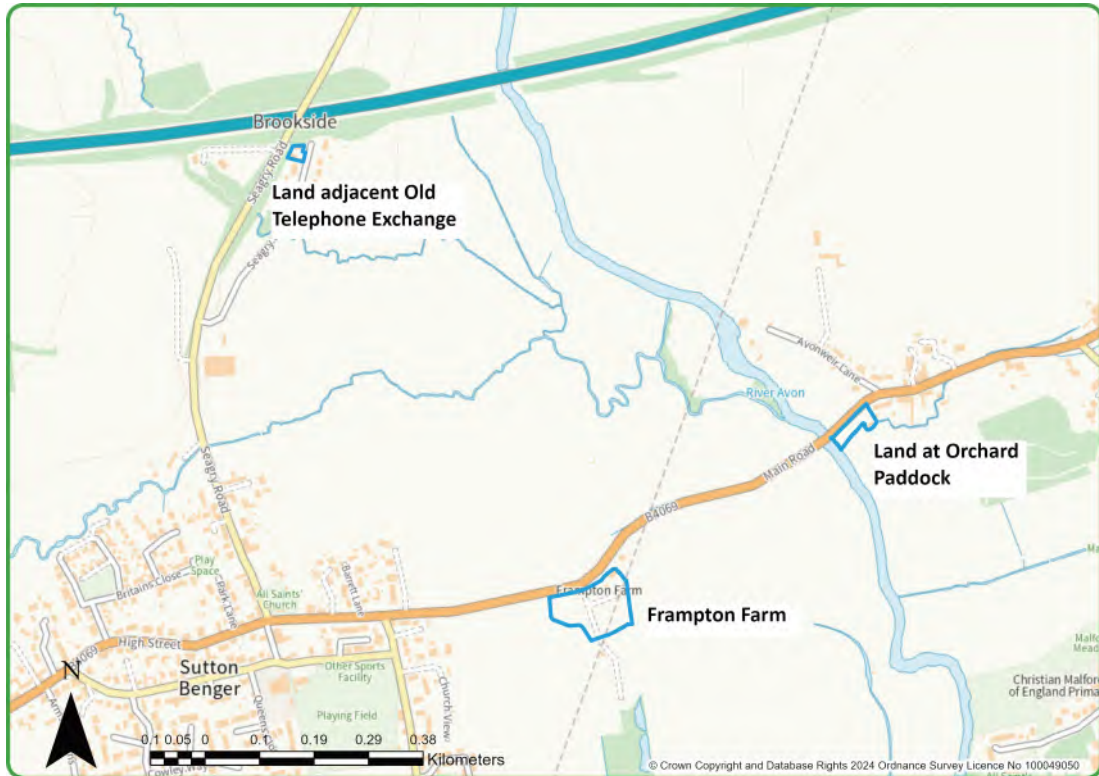 Brookside
Seagry Road
Land adjacent Old
Telephone Exchange
Avonweir Lane
River Avon
Land at Orchard
Paddock
Main Road
Seagry Road
B4069
Play
Space
Britains Close
Park Lane
All Saints'
Church
Barrett Lane
Frampton Farm
Frampton Farm
High Street
N
Sutton
Benger
Other Sports
Facility
Church View
Playing Field
Christian Malford
of England Prima
0.1 0.05 0 0.1 0.19 0.29 0.38
Kilometers
Cowley Way
© Crown Copyright and Database Rights 2024 Ordnance Survey Licence No 100049050